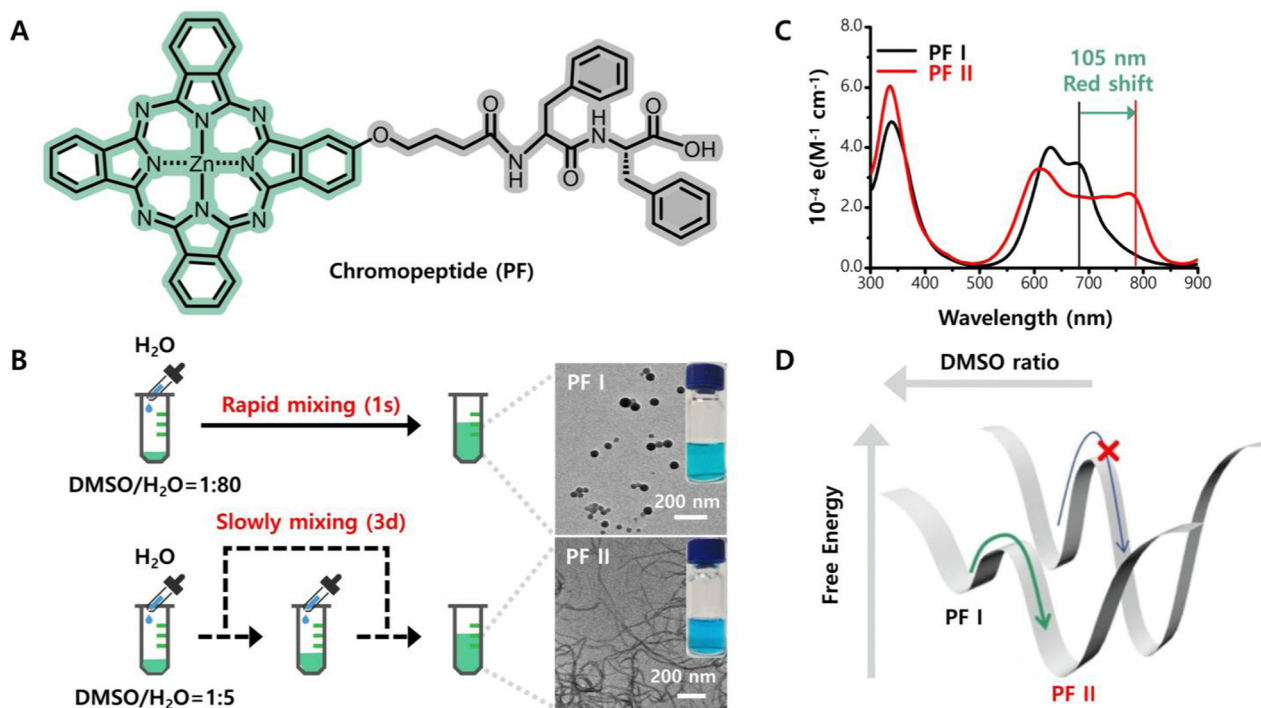 A
N
N
N
N
Zn
N
N
N
N
O
O
N
H
H
N
O
O
OH
Chromopeptide (PF)
B
H₂O
Rapid mixing (1s)
DMSO/H₂O=1:80
Slowly mixing (3d)
H₂O
DMSO/H₂O=1:5
PF I
200 nm
PF II
200 nm
C
8.0
6.0
4.0
2.0
0.0
10⁻⁴ e(M⁻¹ cm⁻¹)
PF I
PF II
105 nm
Red shift
300 400 500 600 700 800 900
Wavelength (nm)
D
DMSO ratio
Free Energy
PF I
PF II